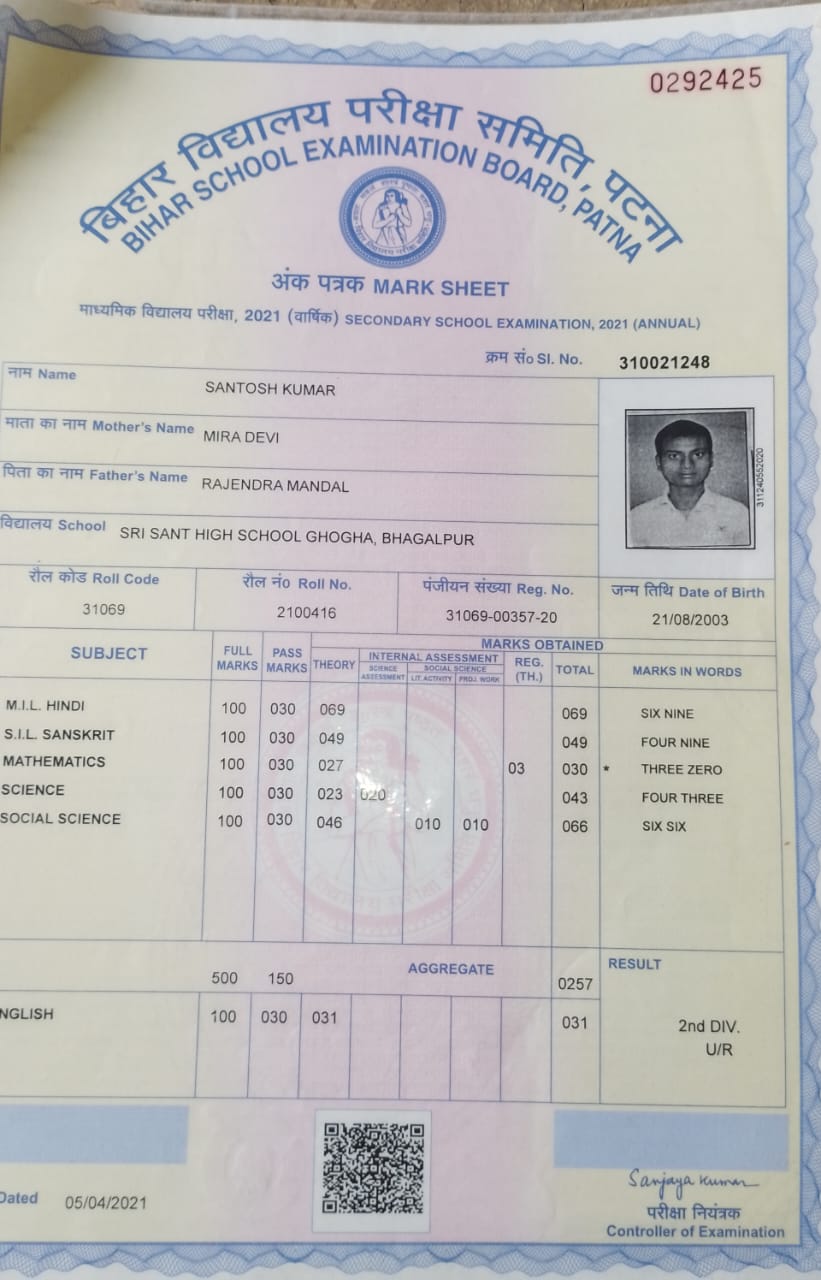 0292425
बिहार विद्यालय परीक्षा समिति, पटना
BIHAR SCHOOL EXAMINATION BOARD, PATNA
अंक पत्रक MARK SHEET
माध्यमिक विद्यालय परीक्षा, 2021 (वार्षिक) SECONDARY SCHOOL EXAMINATION, 2021 (ANNUAL)
क्रम सं० Sl. No. 310021248
नाम Name SANTOSH KUMAR
माता का नाम Mother's Name MIRA DEVI
पिता का नाम Father's Name RAJENDRA MANDAL
311240552020
विद्यालय School SRI SANT HIGH SCHOOL GHOGHA, BHAGALPUR
रौल कोड Roll Code रौल नं० Roll No. पंजीयन संख्या Reg. No. जन्म तिथि Date of Birth
31069 2100416 31069-00357-20 21/08/2003
MARKS OBTAINED
SUBJECT FULL MARKS PASS MARKS THEORY INTERNAL ASSESSMENT REG. (TH.) TOTAL MARKS IN WORDS
SCIENCE ASSESSMENT SOCIAL SCIENCE LIT. ACTIVITY PROJ. WORK
M.I.L. HINDI 100 030 069 069 SIX NINE
S.I.L. SANSKRIT 100 030 049 049 FOUR NINE
MATHEMATICS 100 030 027 03 030 * THREE ZERO
SCIENCE 100 030 023 020 043 FOUR THREE
SOCIAL SCIENCE 100 030 046 010 010 066 SIX SIX
500 150 AGGREGATE 0257 RESULT
NGLISH 100 030 031 031 2nd DIV.
U/R
Dated 05/04/2021
Sanjaya Kumar
परीक्षा नियंत्रक
Controller of Examination